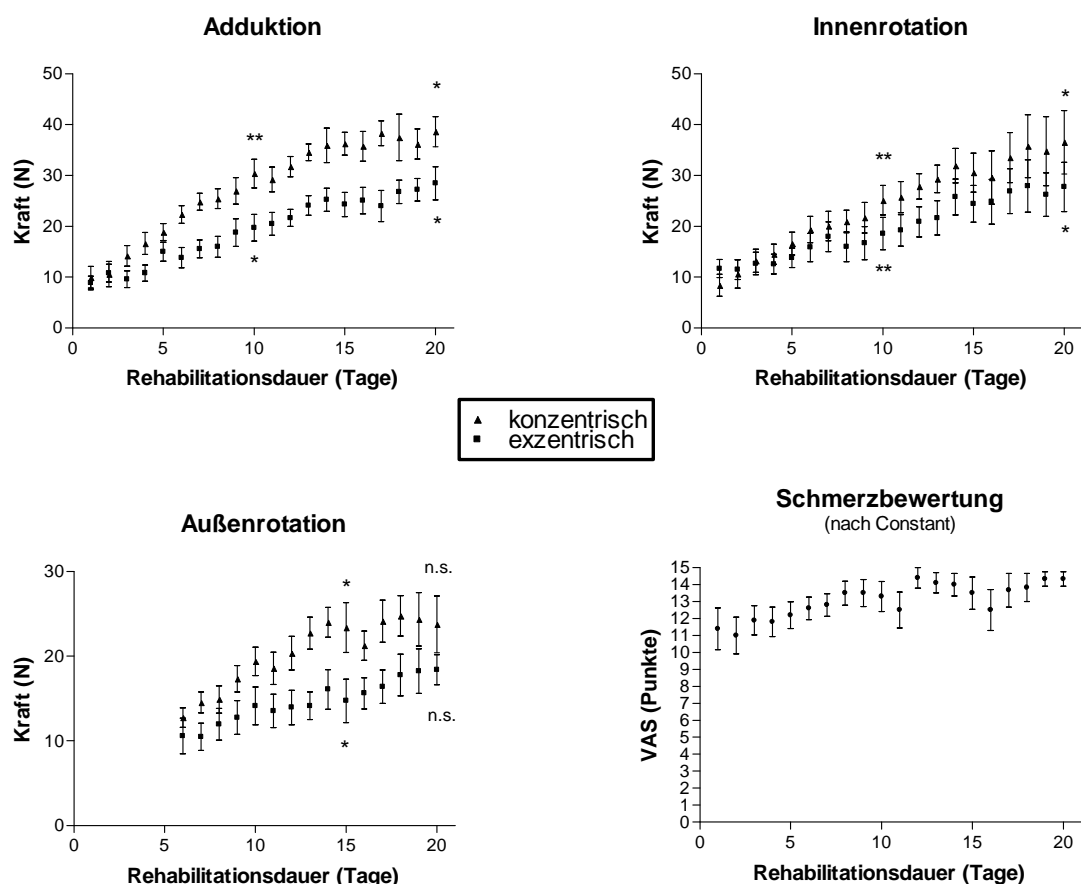 Adduktion
50
40
30
20
10
0
Kraft (N)
*
**
*
*
0 5 10 15 20
Rehabilitationsdauer (Tage)
Innenrotation
50
40
30
20
10
0
Kraft (N)
*
**
**
*
0 5 10 15 20
Rehabilitationsdauer (Tage)
konzentrisch
exzentrisch
Außenrotation
30
20
10
0
Kraft (N)
n.s.
*
n.s.
*
0 5 10 15 20
Rehabilitationsdauer (Tage)
Schmerzbewertung
(nach Constant)
15
14
13
12
11
10
9
8
7
6
5
4
3
2
1
0
VAS (Punkte)
0 5 10 15 20
Rehabilitationsdauer (Tage)